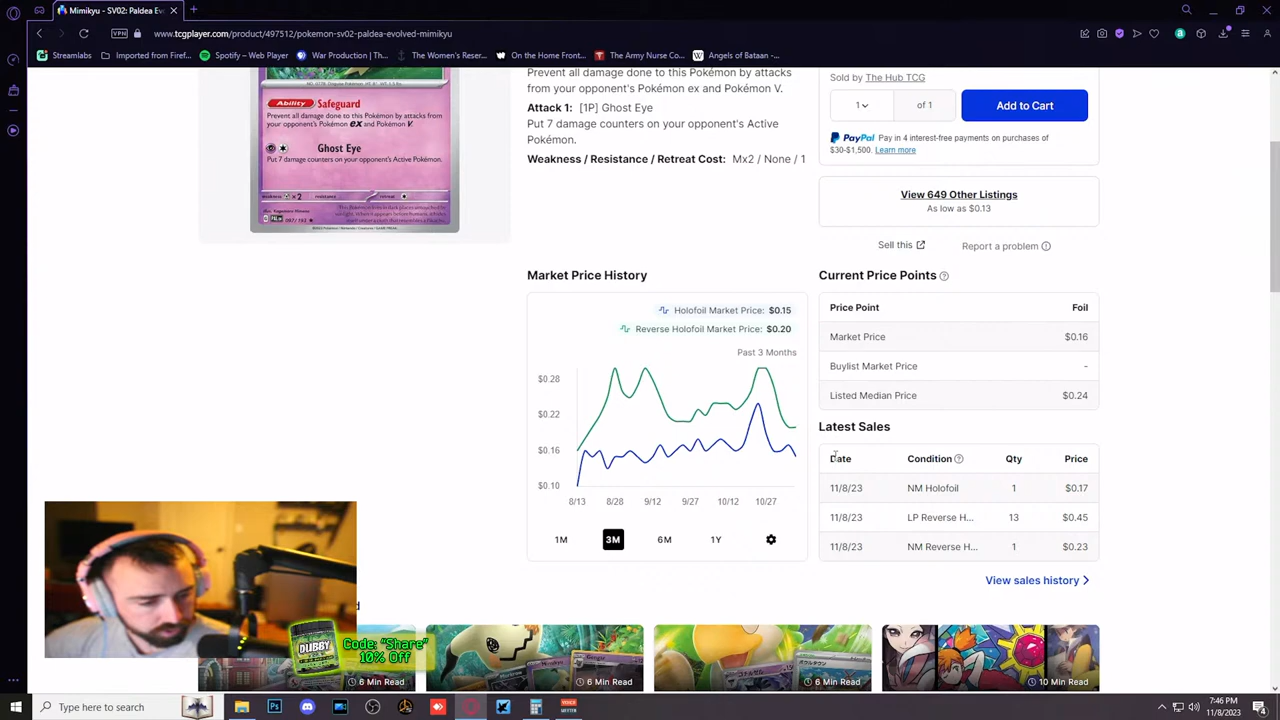 Mimikyu - SV02: Paldea Ev
www.tcgplayer.com/product/497512/pokemon-sv02-paldea-evolved-mimikyu
VPN
Streamlabs
Imported from Firef...
Spotify – Web Player
War Production | Th...
The Women's Reser...
On the Home Front...
The Army Nurse Co...
Angels of Bataan -...
Ability Safeguard
Prevent all damage done to this Pokémon by attacks
from your opponent's Pokémon ex and Pokémon V.
Ghost Eye
Put 7 damage counters on your opponent's Active Pokémon.
weakness ×2 resistance retreat
097/193
Prevent all damage done to this Pokémon by attacks
from your opponent's Pokémon ex and Pokémon V.
Attack 1: [1P] Ghost Eye
Put 7 damage counters on your opponent's Active
Pokémon.
Weakness / Resistance / Retreat Cost: Mx2 / None / 1
Sold by The Hub TCG
1 of 1
Add to Cart
PayPal Pay in 4 interest-free payments on purchases of
$30-$1,500. Learn more
View 649 Other Listings
As low as $0.13
Sell this
Report a problem
Market Price History
Holofoil Market Price: $0.15
Reverse Holofoil Market Price: $0.20
Past 3 Months
$0.28
$0.22
$0.16
$0.10
8/13 8/28 9/12 9/27 10/12 10/27
1M 3M 6M 1Y
Current Price Points
Price Point Foil
Market Price $0.16
Buylist Market Price -
Listed Median Price $0.24
Latest Sales
Date Condition Qty Price
11/8/23 NM Holofoil 1 $0.17
11/8/23 LP Reverse H... 13 $0.45
11/8/23 NM Reverse H... 1 $0.23
View sales history
d
DUBBY
Code: "Share"
10% Off
6 Min Read
6 Min Read
6 Min Read
10 Min Read
Type here to search
7:46 PM
11/8/2023